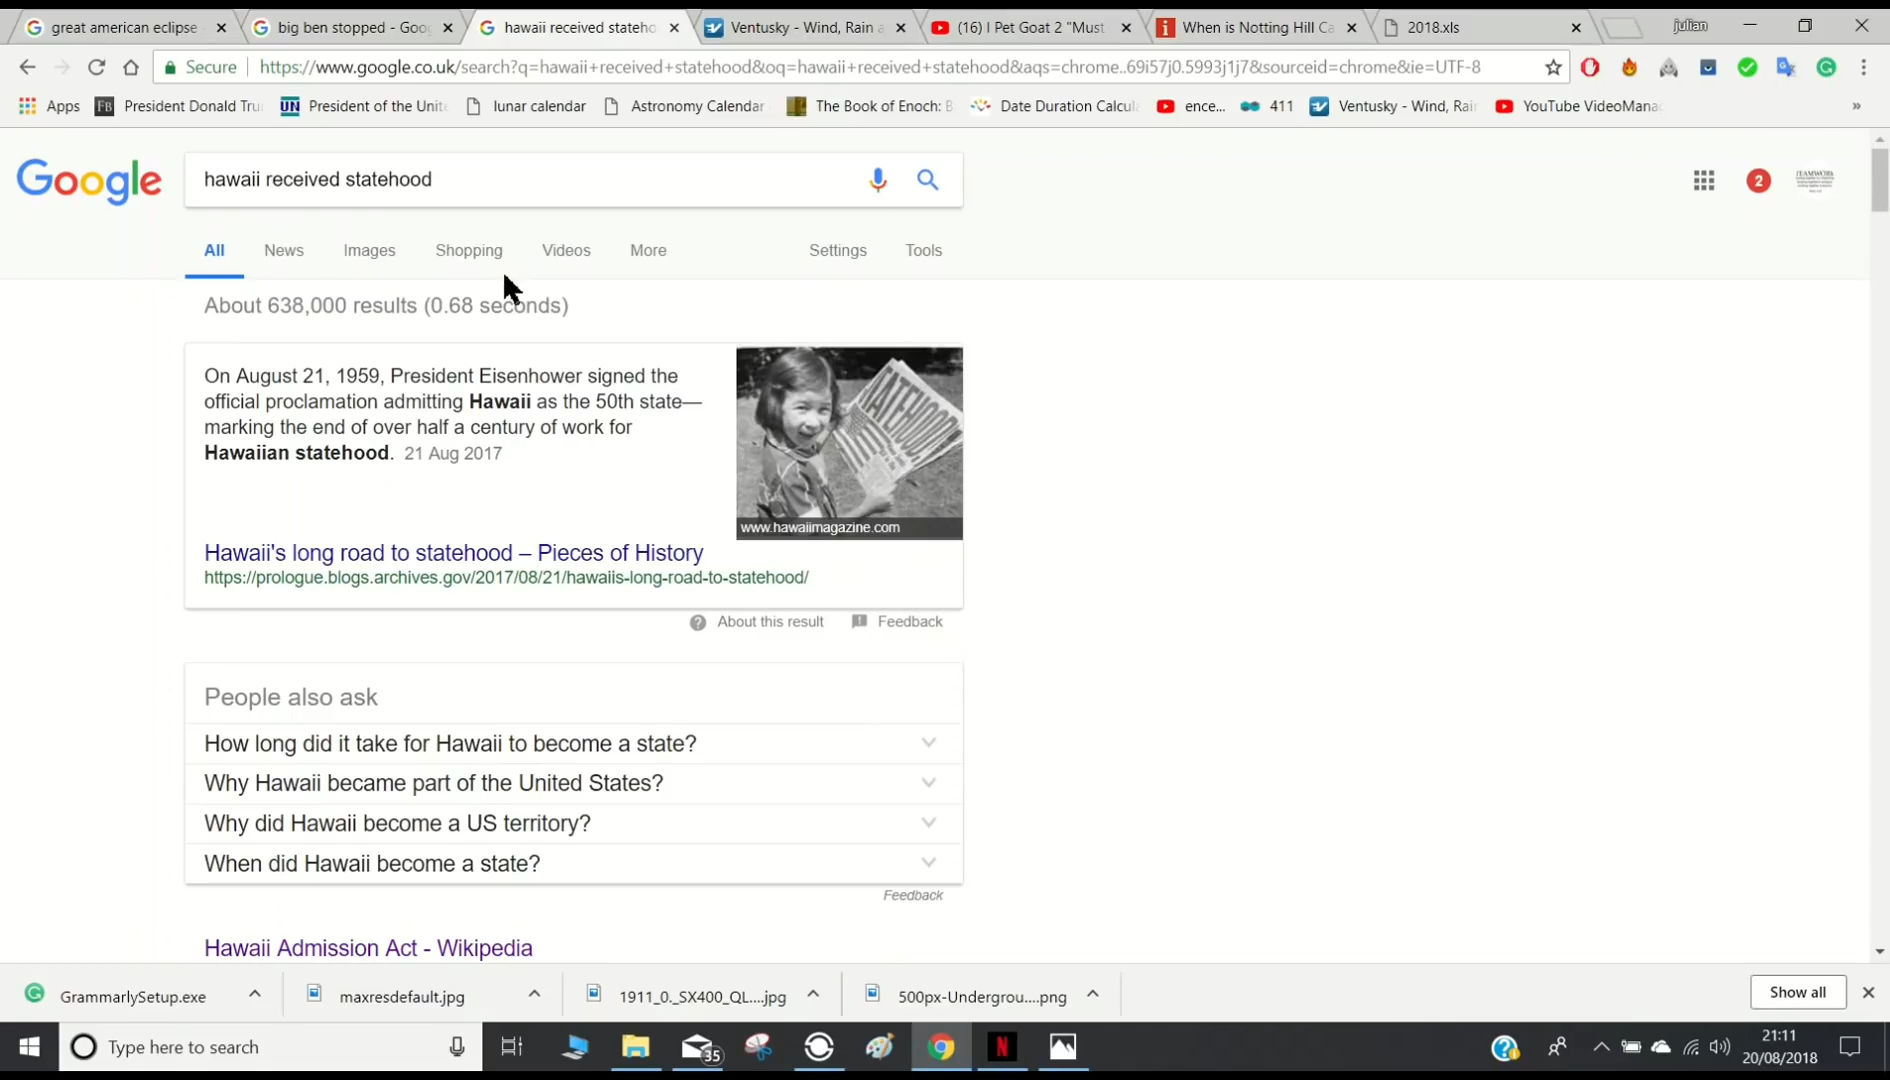 great american eclipse
big ben stopped - Goog
hawaii received stateho
Ventusky - Wind, Rain a
(16) I Pet Goat 2 "Must
When is Notting Hill Ca
2018.xls
julian
Secure
https://www.google.co.uk/search?q=hawaii+received+statehood&oq=hawaii+received+statehood&aqs=chrome..69i57j0.5993j1j7&sourceid=chrome&ie=UTF-8
Apps
FB
President Donald Tru
UN
President of the Unite
lunar calendar
Astronomy Calendar
The Book of Enoch: B
Date Duration Calcul
ence...
411
Ventusky - Wind, Rain
YouTube VideoManag
»
Google
hawaii received statehood
2
TEAMWORK
All
News
Images
Shopping
Videos
More
Settings
Tools
About 638,000 results (0.68 seconds)
On August 21, 1959, President Eisenhower signed the
official proclamation admitting Hawaii as the 50th state—
marking the end of over half a century of work for
Hawaiian statehood. 21 Aug 2017
STATEHOOD!
www.hawaiimagazine.com
Hawaii's long road to statehood – Pieces of History
https://prologue.blogs.archives.gov/2017/08/21/hawaiis-long-road-to-statehood/
About this result
Feedback
People also ask
How long did it take for Hawaii to become a state?
Why Hawaii became part of the United States?
Why did Hawaii become a US territory?
When did Hawaii become a state?
Feedback
Hawaii Admission Act - Wikipedia
GrammarlySetup.exe
maxresdefault.jpg
1911_0._SX400_QL....jpg
500px-Undergrou....png
Show all
Type here to search
35
N
21:11
20/08/2018